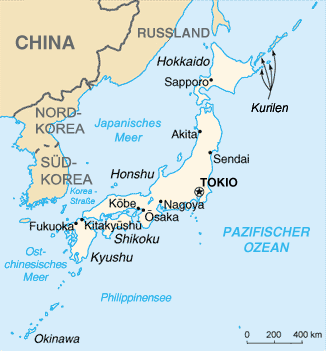 RUSSLAND
CHINA
Hokkaido
Sapporo
Kurilen
NORD-
KOREA
Japanisches
Meer
Akita
Sendai
SÜD-
KOREA
Honshu
Korea-
Straße
TOKIO
Kōbe
Nagoya
Ōsaka
Fukuoka
Kitakyūshū
Shikoku
PAZIFISCHER
OZEAN
Ost-
chinesisches
Meer
Kyushu
Philippinensee
Okinawa
0 200 400 km